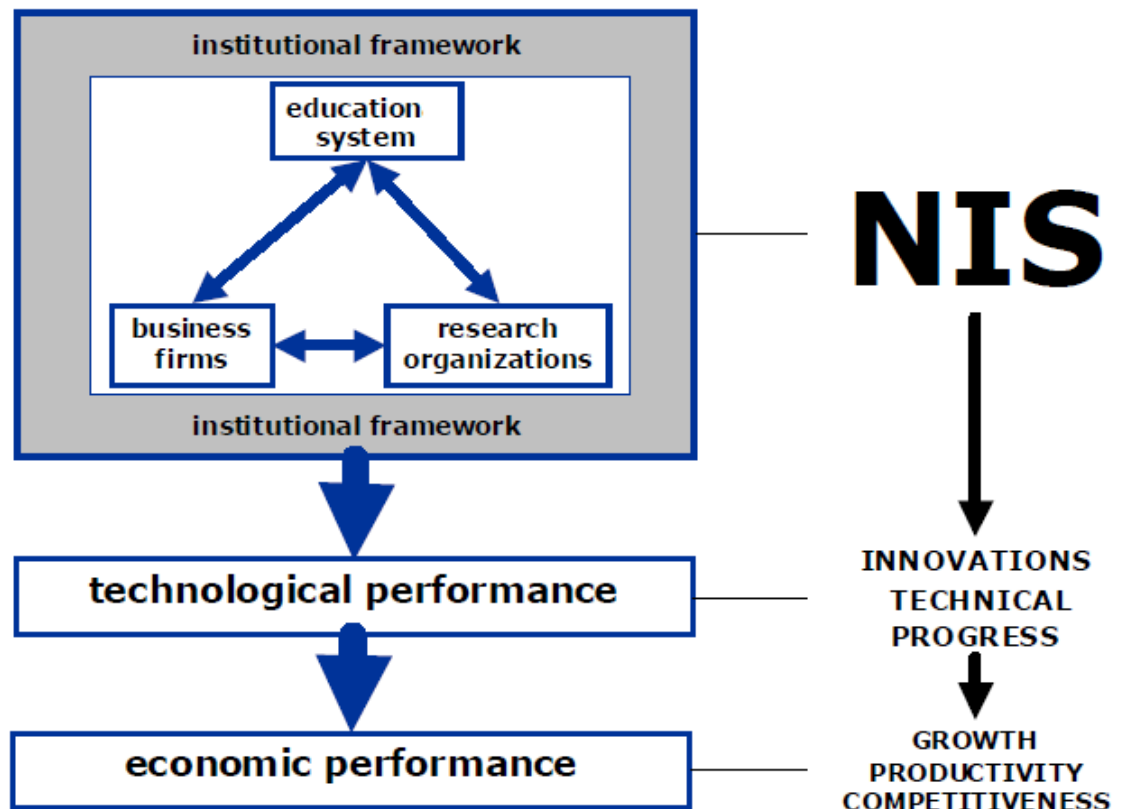 institutional framework
education
system
business
firms
research
organizations
institutional framework
NIS
technological performance
INNOVATIONS
TECHNICAL
PROGRESS
economic performance
GROWTH
PRODUCTIVITY
COMPETITIVENESS